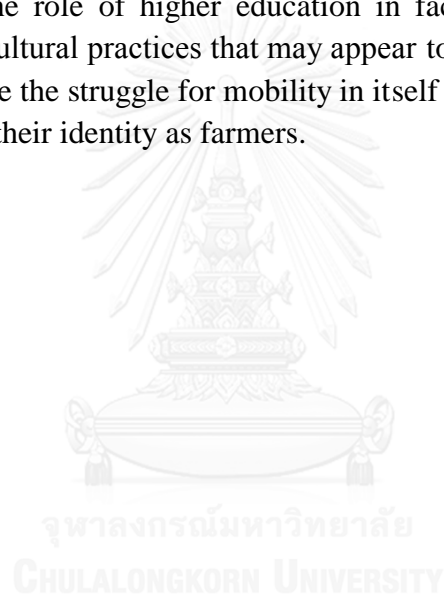 he role of higher education in fac
ultural practices that may appear to
e the struggle for mobility in itself
their identity as farmers.
จุฬาลงกรณ์มหาวิทยาลัย
CHULALONGKORN UNIVERSITY